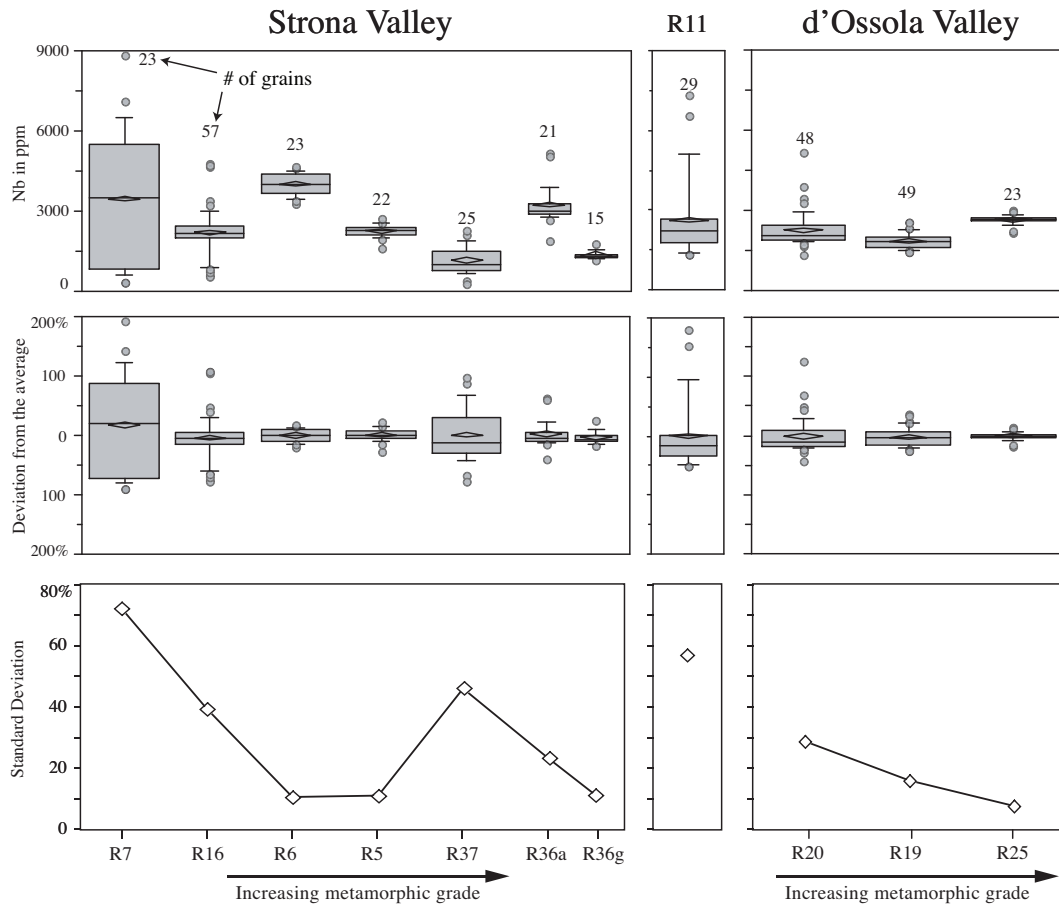 Strona Valley
R11
d'Ossola Valley
9000
6000
3000
0
Nb in ppm
23
# of grains
57
23
22
25
21
15
29
48
49
23
200%
100
0
100
200%
Deviation from the average
80%
60
40
20
0
Standard Deviation
R7
R16
R6
R5
R37
R36a
R36g
R20
R19
R25
Increasing metamorphic grade
Increasing metamorphic grade